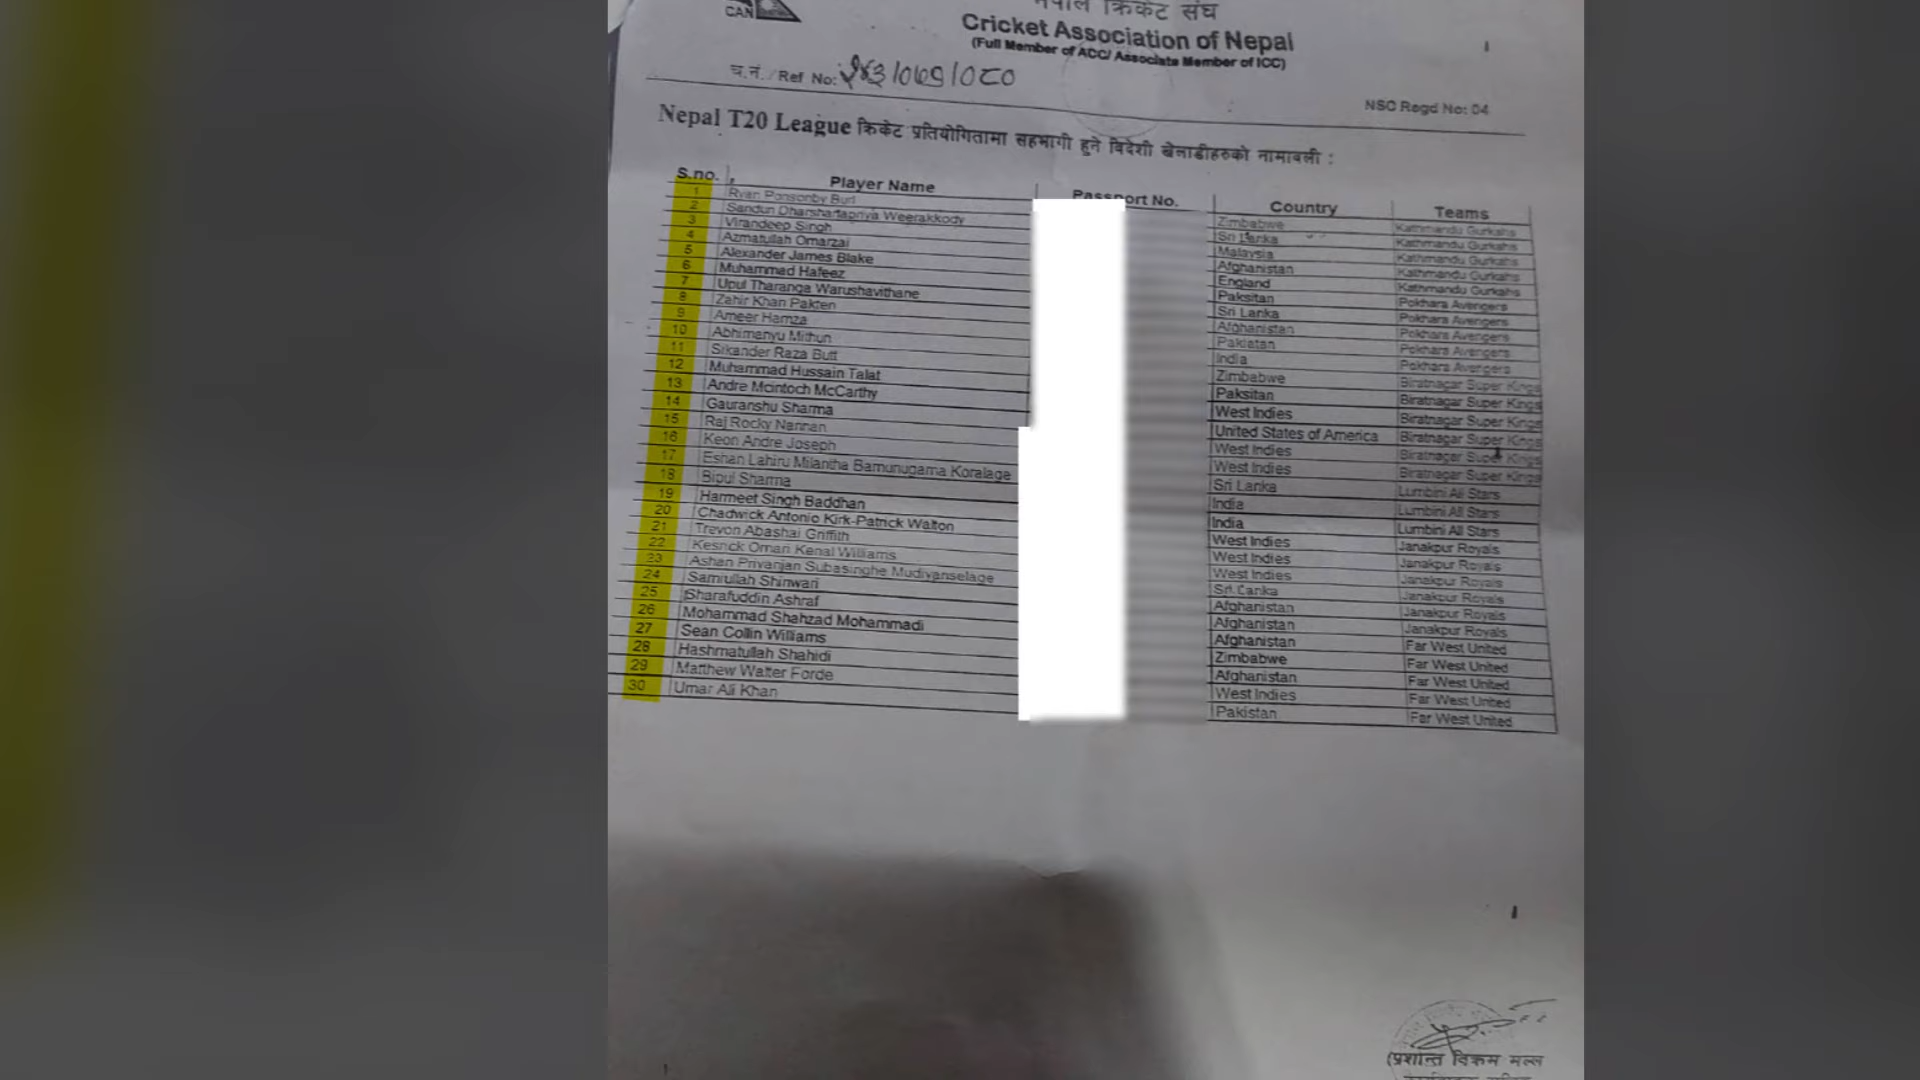 नेपाल क्रिकेट संघ
CAN
Cricket Association of Nepal
(Full Member of ACC/ Associate Member of ICC)
च.नं. / Ref No:
NSC Regd No: 04
Nepal T20 League क्रिकेट प्रतियोगितामा सहभागी हुने विदेशी खेलाडीहरुको नामावली :
S.no. Player Name Passport No. Country Teams
1 Ryan Ponsonby Burl Zimbabwe Kathmandu Gurkahs
2 Sandun Dharshanapriya Weerakkody Sri Lanka Kathmandu Gurkahs
3 Virandeep Singh Malaysia Kathmandu Gurkahs
4 Azmatullah Omarzai Afghanistan Kathmandu Gurkahs
5 Alexander James Blake England Kathmandu Gurkahs
6 Muhammad Hafeez Paksitan Pokhara Avengers
7 Upul Tharanga Warushavithane Sri Lanka Pokhara Avengers
8 Zahir Khan Pakten Afghanistan Pokhara Avengers
9 Ameer Hamza Pakistan Pokhara Avengers
10 Abhimanyu Mithun India Pokhara Avengers
11 Sikander Raza Butt Zimbabwe Biratnagar Super Kings
12 Muhammad Hussain Talat Paksitan Biratnagar Super Kings
13 Andre Mcintoch McCarthy West Indies Biratnagar Super Kings
14 Gauranshu Sharma United States of America Biratnagar Super Kings
15 Raj Rocky Nannan West Indies Biratnagar Super Kings
16 Keon Andre Joseph West Indies Biratnagar Super Kings
17 Eshan Lahiru Milantha Bamunugama Koralage Sri Lanka Lumbini All Stars
18 Bipul Sharma India Lumbini All Stars
19 Harmeet Singh Baddhan India Lumbini All Stars
20 Chadwick Antonio Kirk-Patrick Walton West Indies Janakpur Royals
21 Trevon Abashai Griffith West Indies Janakpur Royals
22 Kesrick Oman Kenal Williams West Indies Janakpur Royals
23 Ashan Priyanjan Subasinghe Mudiyanselage Sri Lanka Janakpur Royals
24 Samiullah Shinwari Afghanistan Janakpur Royals
25 Sharafuddin Ashraf Afghanistan Janakpur Royals
26 Mohammad Shahzad Mohammadi Afghanistan Far West United
27 Sean Collin Williams Zimbabwe Far West United
28 Hashmatullah Shahidi Afghanistan Far West United
29 Matthew Walter Forde West Indies Far West United
30 Umar Ali Khan Pakistan Far West United
(प्रशान्त विक्रम मल्ल